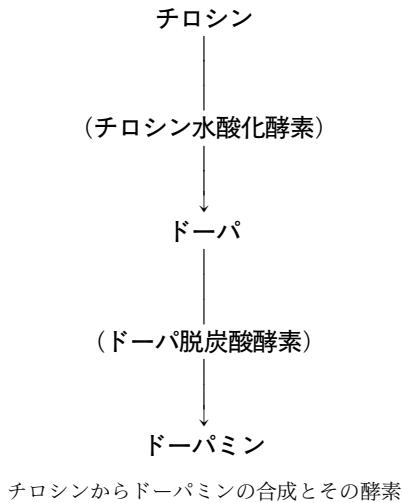 チロシン
（チロシン水酸化酵素）
ドーパ
（ドーパ脱炭酸酵素）
ドーパミン
チロシンからドーパミンの合成とその酵素